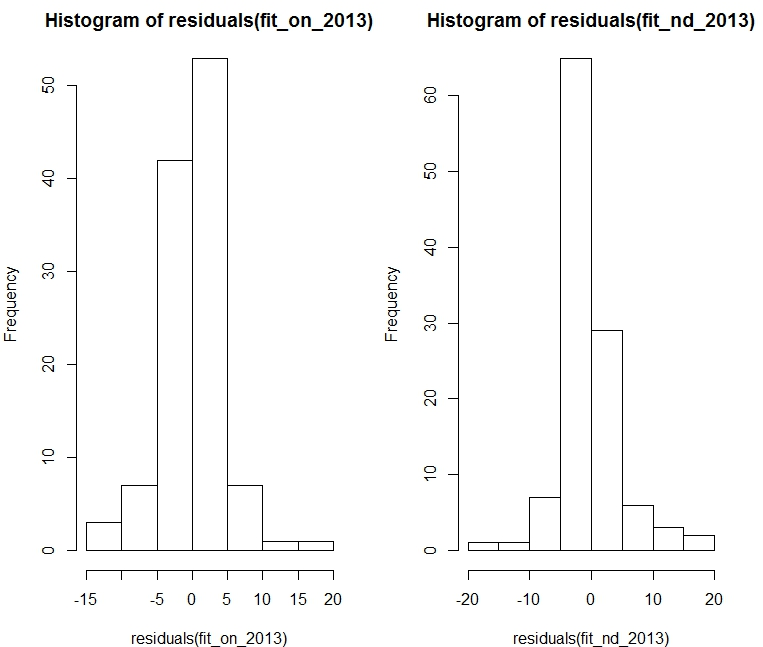 Histogram of residuals(fit_on_2013)
Frequency
50
40
30
20
10
0
-15 -5 0 5 10 15 20
residuals(fit_on_2013)
Histogram of residuals(fit_nd_2013)
Frequency
60
50
40
30
20
10
0
-20 -10 0 10 20
residuals(fit_nd_2013)